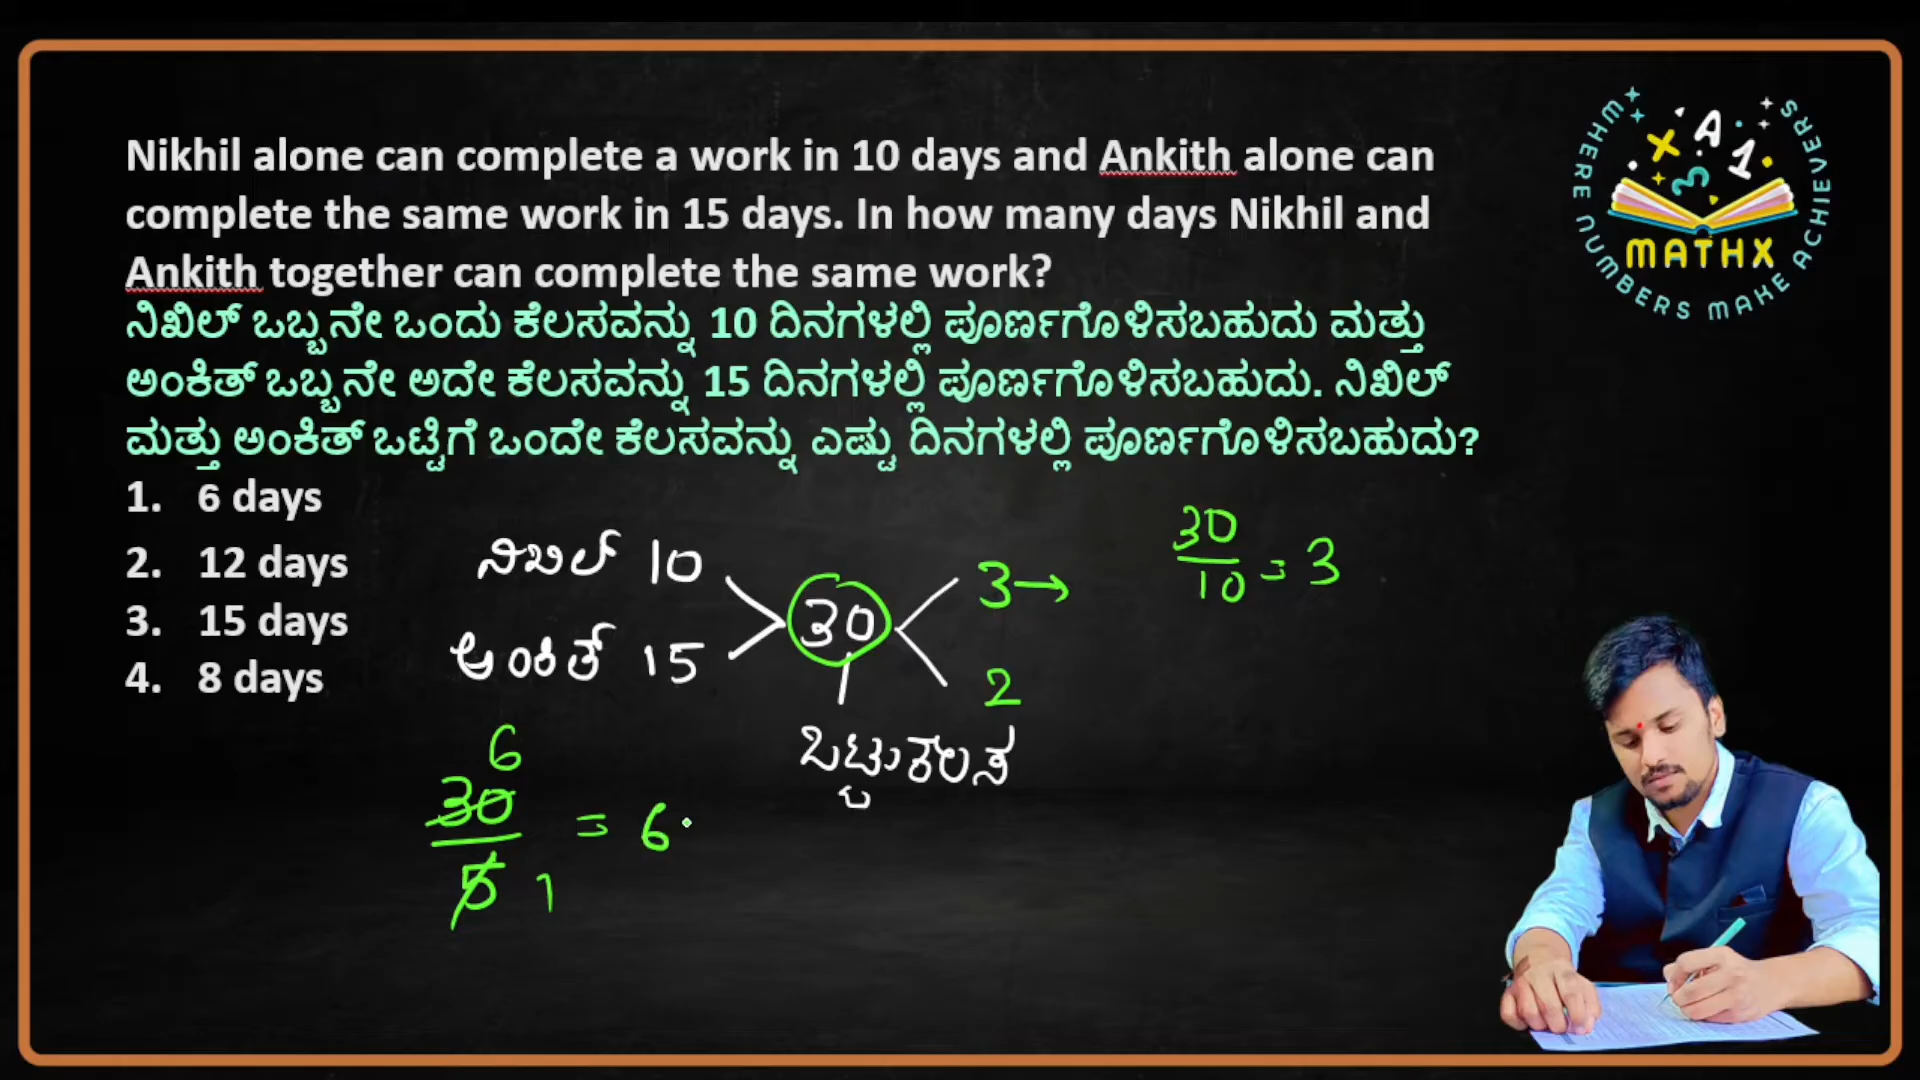 Nikhil alone can complete a work in 10 days and Ankith alone can
complete the same work in 15 days. In how many days Nikhil and
Ankith together can complete the same work?
ನಿಖಿಲ್ ಒಬ್ಬನೇ ಒಂದು ಕೆಲಸವನ್ನು 10 ದಿನಗಳಲ್ಲಿ ಪೂರ್ಣಗೊಳಿಸಬಹುದು ಮತ್ತು
ಅಂಕಿತ್ ಒಬ್ಬನೇ ಅದೇ ಕೆಲಸವನ್ನು 15 ದಿನಗಳಲ್ಲಿ ಪೂರ್ಣಗೊಳಿಸಬಹುದು. ನಿಖಿಲ್
ಮತ್ತು ಅಂಕಿತ್ ಒಟ್ಟಿಗೆ ಒಂದೇ ಕೆಲಸವನ್ನು ಎಷ್ಟು ದಿನಗಳಲ್ಲಿ ಪೂರ್ಣಗೊಳಿಸಬಹುದು?
1. 6 days
2. 12 days
3. 15 days
4. 8 days
ನಿಖಿಲ್ 10
ಅಂಕಿತ್ 15
30
3 →
2
30
10 = 3
ಒಟ್ಟು ಕೆಲಸ
6
30
5 1
= 6
X A 3 1
MATHX
WHERE NUMBERS MAKE ACHIEVERS